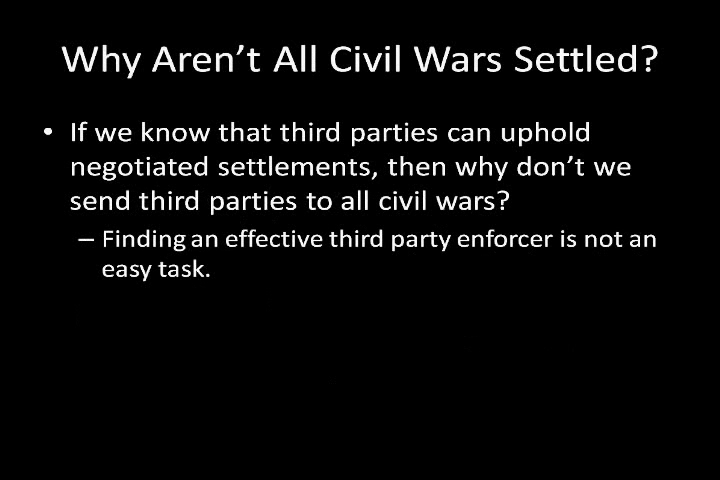 Why Aren’t All Civil Wars Settled?
• If we know that third parties can uphold
negotiated settlements, then why don’t we
send third parties to all civil wars?
– Finding an effective third party enforcer is not an
easy task.